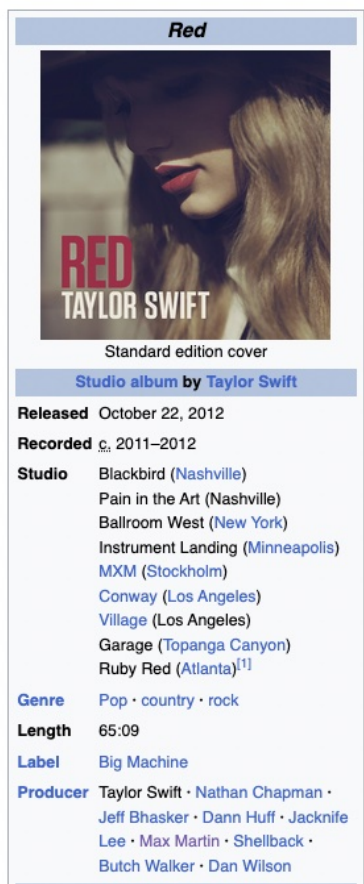 Red
RED
TAYLOR SWIFT
Standard edition cover
Studio album by Taylor Swift
Released October 22, 2012
Recorded c. 2011–2012
Studio Blackbird (Nashville)
Pain in the Art (Nashville)
Ballroom West (New York)
Instrument Landing (Minneapolis)
MXM (Stockholm)
Conway (Los Angeles)
Village (Los Angeles)
Garage (Topanga Canyon)
Ruby Red (Atlanta)[1]
Genre Pop · country · rock
Length 65:09
Label Big Machine
Producer Taylor Swift · Nathan Chapman ·
Jeff Bhasker · Dann Huff · Jacknife
Lee · Max Martin · Shellback ·
Butch Walker · Dan Wilson